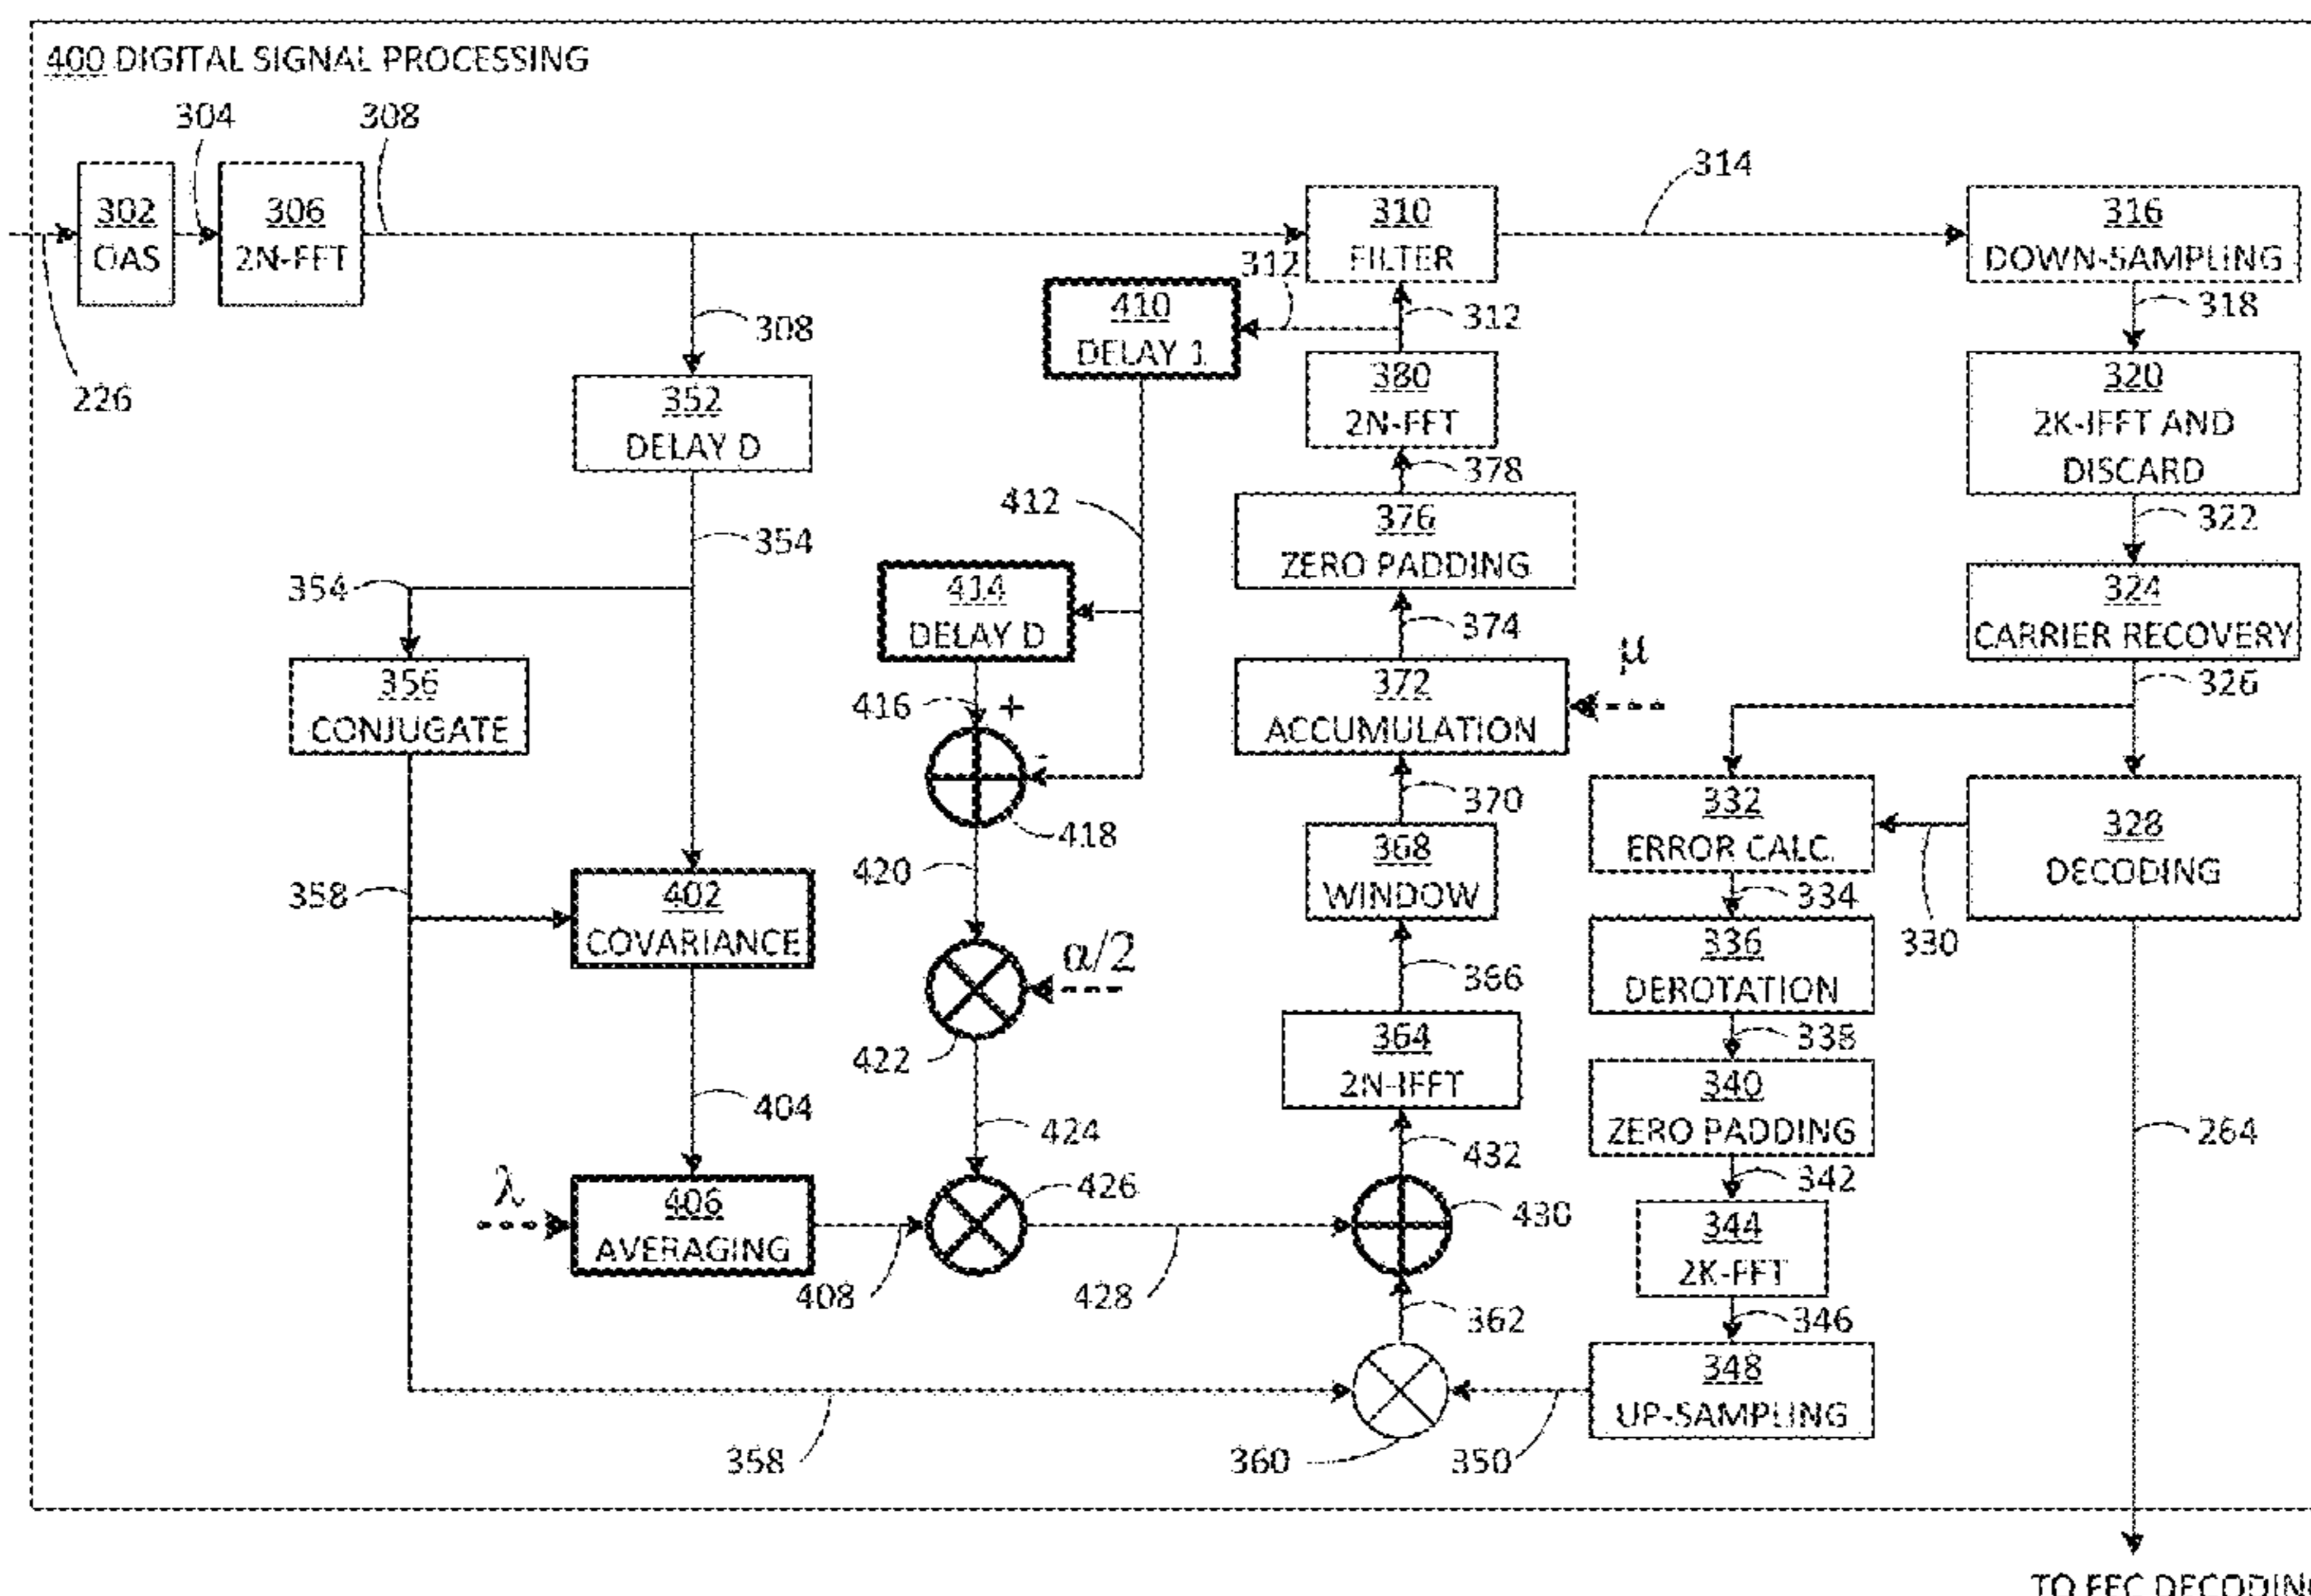 400 DIGITAL SIGNAL PROCESSING
304
308
302
OAS
306
2N-FFT
226
308
310
FILTER
314
316
DOWN-SAMPLING
312
312
318
410
DELAY 1
352
DELAY D
380
2N-FFT
320
2K-IFFT AND
DISCARD
378
412
322
354
376
ZERO PADDING
354
414
DELAY D
374
324
CARRIER RECOVERY
356
CONJUGATE
416
+
-
372
ACCUMULATION
μ
326
418
370
332
ERROR CALC.
328
DECODING
330
358
420
368
WINDOW
334
402
COVARIANCE
α/2
422
366
336
DEROTATION
338
364
2N-IFFT
340
ZERO PADDING
404
424
432
342
264
λ
406
AVERAGING
426
430
344
2K-FFT
408
428
362
346
348
UP-SAMPLING
358
360
350
TO FEC DECODING